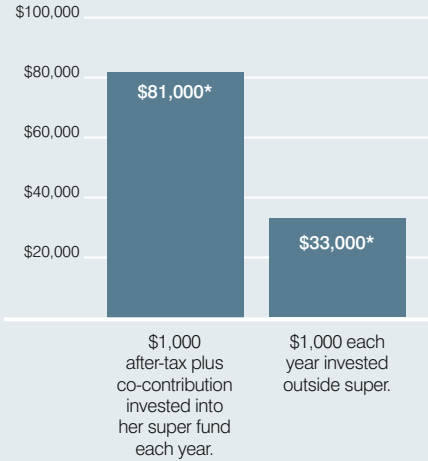 $100,000
$80,000
$60,000
$40,000
$20,000
$81,000*
$33,000*
$1,000
after-tax plus
co-contribution
invested into
her super fund
each year.
$1,000 each
year invested
outside super.